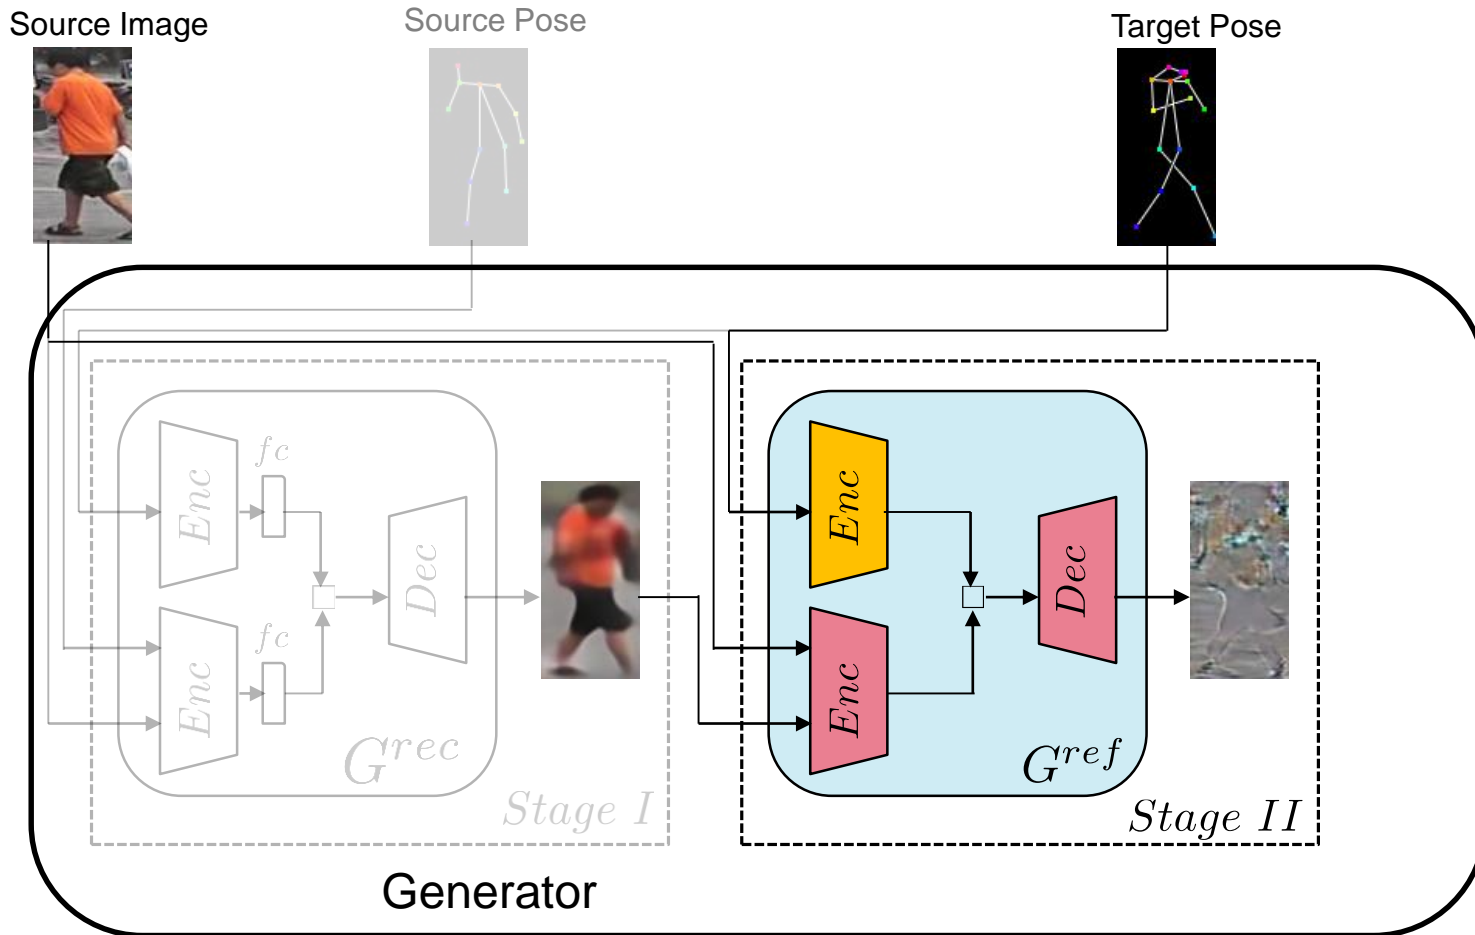 Source Image
Source Pose
Target Pose
Enc
fc
Enc
fc
Dec
G^{rec}
Stage I
Enc
Enc
Dec
G^{ref}
Stage II
Generator